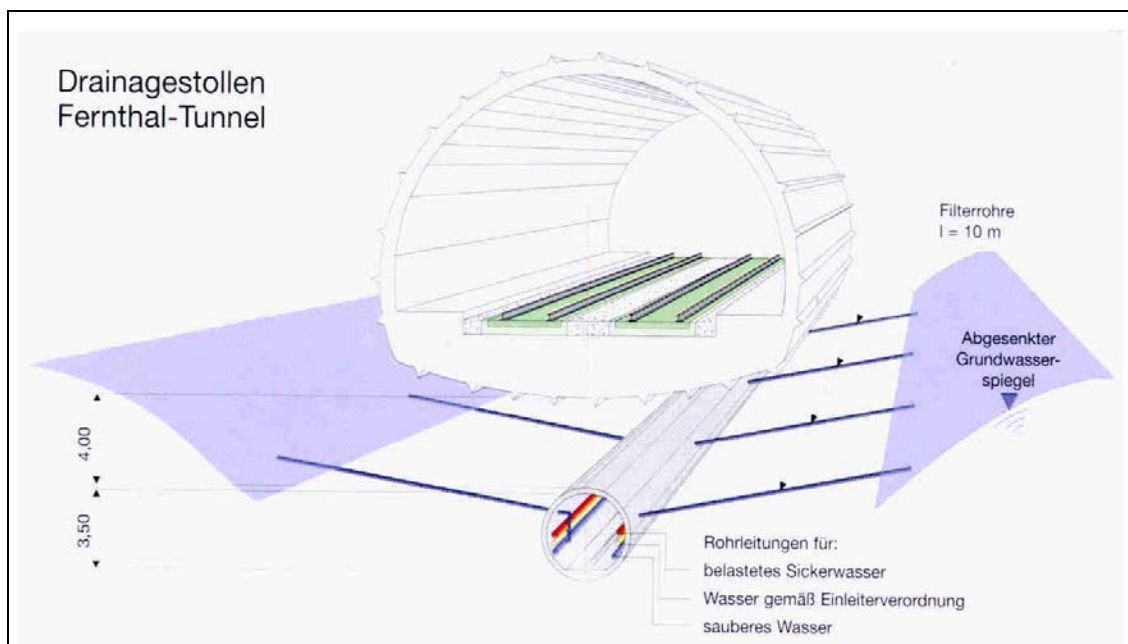 Drainagestollen
Fernthal-Tunnel
Filterrohre
l = 10 m
Abgesenkter
Grundwasser-
spiegel
4,00
3,50
Rohrleitungen für:
belastetes Sickerwasser
Wasser gemäß Einleiterverordnung
sauberes Wasser